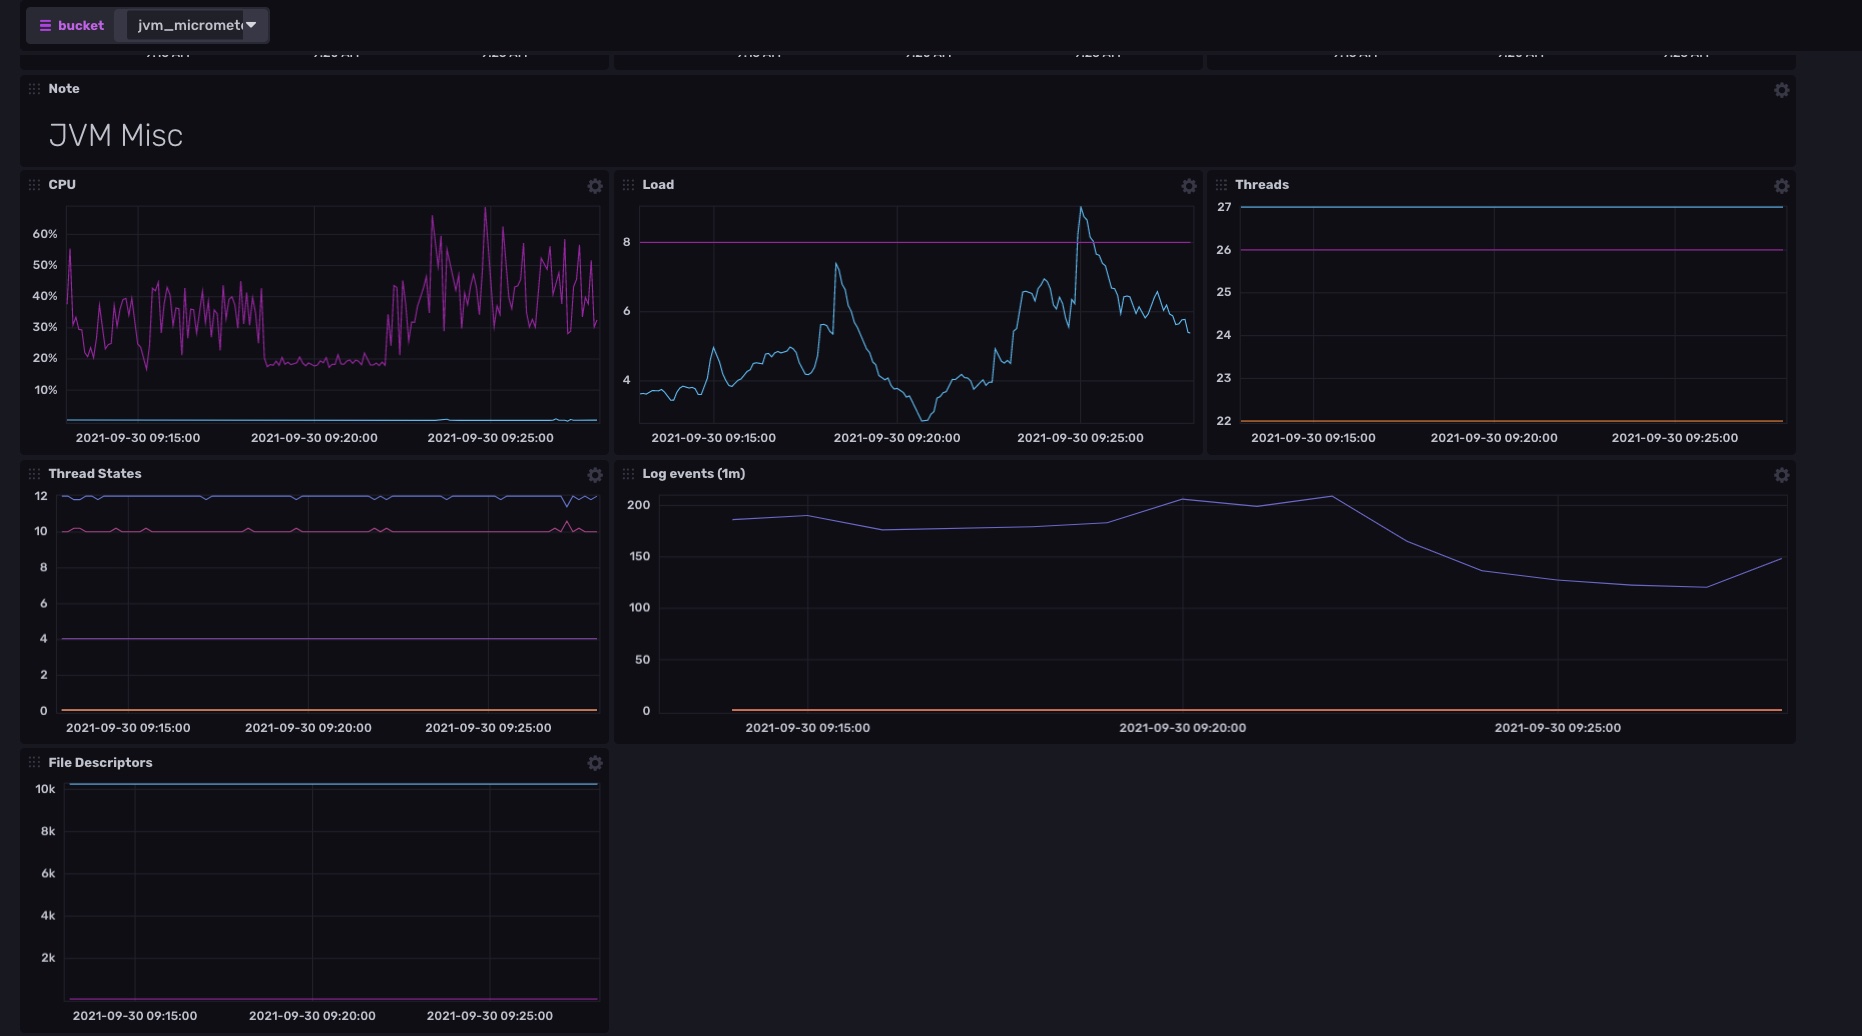 bucket jvm_micromet
Note
JVM Misc
CPU
60%
50%
40%
30%
20%
10%
2021-09-30 09:15:00 2021-09-30 09:20:00 2021-09-30 09:25:00
Load
8
6
4
2021-09-30 09:15:00 2021-09-30 09:20:00 2021-09-30 09:25:00
Threads
27
26
25
24
23
22
2021-09-30 09:15:00 2021-09-30 09:20:00 2021-09-30 09:25:00
Thread States
12
10
8
6
4
2
0
2021-09-30 09:15:00 2021-09-30 09:20:00 2021-09-30 09:25:00
Log events (1m)
200
150
100
50
0
2021-09-30 09:15:00 2021-09-30 09:20:00 2021-09-30 09:25:00
File Descriptors
10k
8k
6k
4k
2k
2021-09-30 09:15:00 2021-09-30 09:20:00 2021-09-30 09:25:00